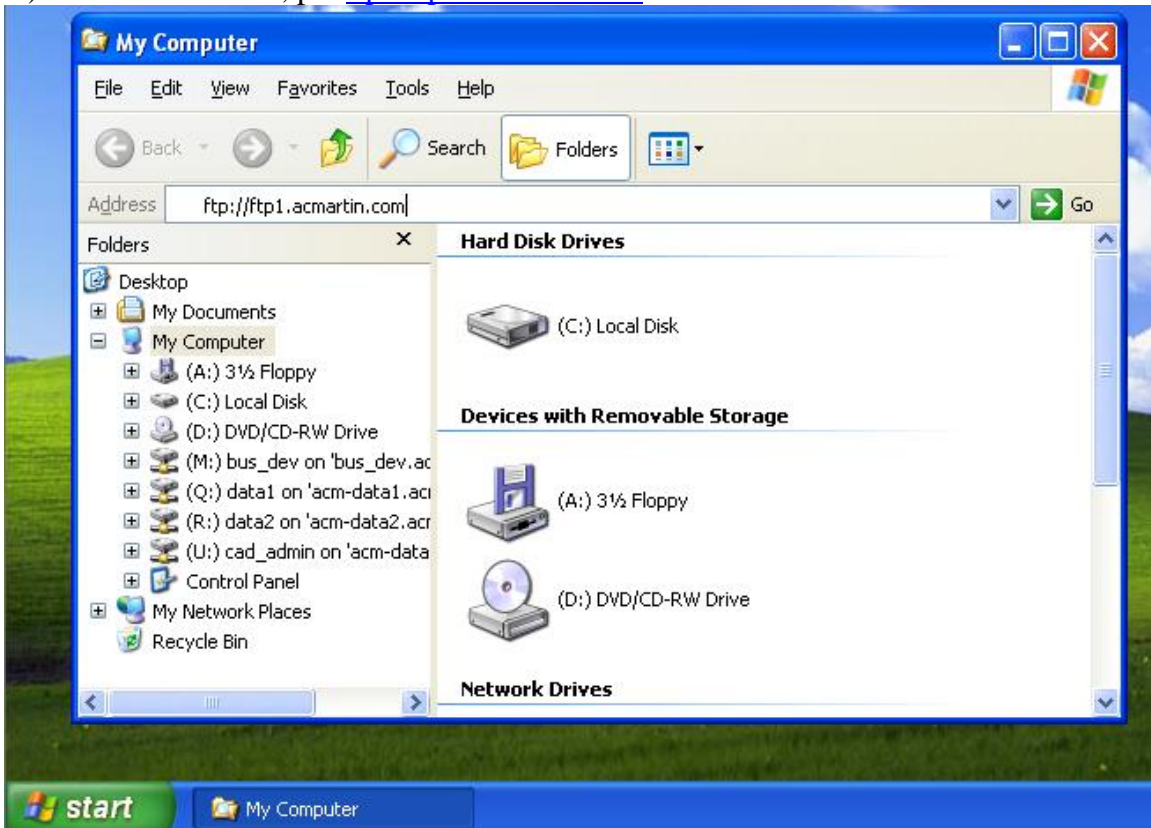 My Computer
File Edit View Favorites Tools Help
Back Search Folders
Address ftp://ftp1.acmartin.com Go
Folders x
Desktop
My Documents
My Computer
(A:) 3½ Floppy
(C:) Local Disk
(D:) DVD/CD-RW Drive
(M:) bus_dev on 'bus_dev.ac
(Q:) data1 on 'acm-data1.acr
(R:) data2 on 'acm-data2.acr
(U:) cad_admin on 'acm-data
Control Panel
My Network Places
Recycle Bin
Hard Disk Drives
(C:) Local Disk
Devices with Removable Storage
(A:) 3½ Floppy
(D:) DVD/CD-RW Drive
Network Drives
start My Computer